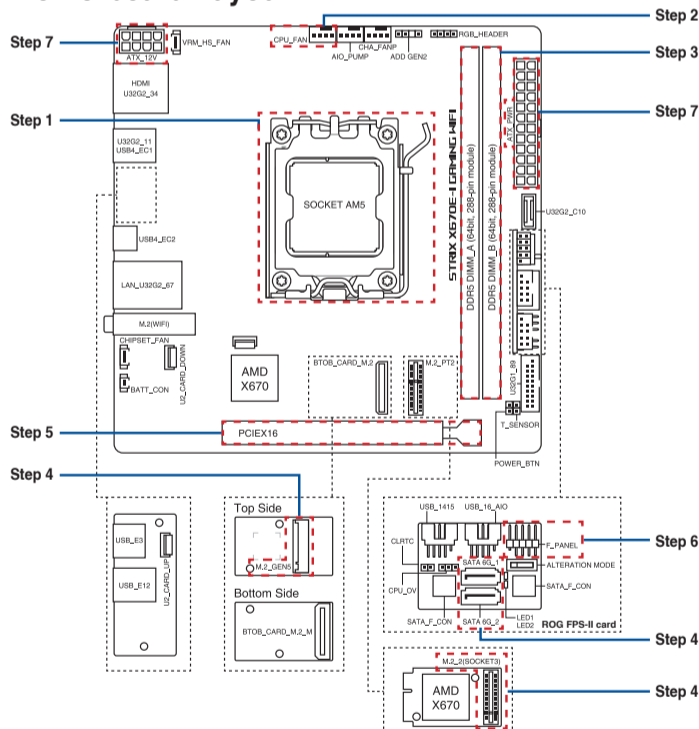 Step 2
Step 7
CPU_FAN
VRM_HS_FAN
AIO_PUMP
CHA_FANP
ADD GEN2
RGB_HEADER
Step 3
ATX_12V
HDMI
U32G2_34
Step 7
ATX_PWR
Step 1
U32G2_11
USB4_EC1
SOCKET AM5
STRIX X670E-I GAMING WIFI
DDR5 DIMM_A (64bit, 288-pin module)
DDR5 DIMM_B (64bit, 288-pin module)
U32G2_C10
USB4_EC2
LAN_U32G2_67
M.2(WIFI)
CHIPSET_FAN
U2_CARD_DOWN
BATT_CON
AMD
X670
BTOB_CARD_M.2
M.2_PT2
U32G1_89
T_SENSOR
POWER_BTN
Step 5
PCIEX16
Step 4
Top Side
M.2_GEN5
Bottom Side
BTOB_CARD_M.2_M
USB_E3
USB_E12
U2_CARD_UP
USB_1415
USB_16_AIO
CLRTC
F_PANEL
Step 6
SATA 6G_1
ALTERATION MODE
CPU_OV
SATA_F_CON
SATA_F_CON
SATA 6G_2
LED1
LED2
ROG FPS-II card
Step 4
M.2_2(SOCKET3)
AMD
X670
Step 4